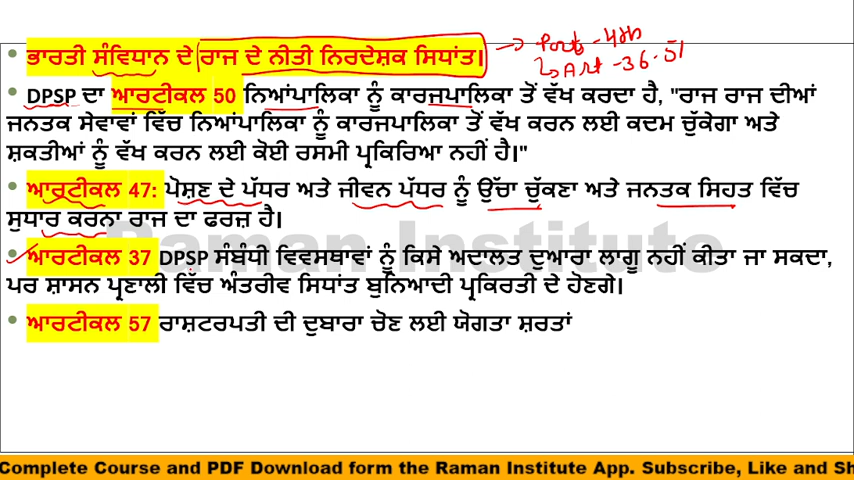 ਭਾਰਤੀ ਸੰਵਿਧਾਨ ਦੇ ਰਾਜ ਦੇ ਨੀਤੀ ਨਿਰਦੇਸ਼ਕ ਸਿਧਾਂਤ। → Part - 4th
↳ Art - 36-51
DPSP ਦਾ ਆਰਟੀਕਲ 50 ਨਿਆਂਪਾਲਿਕਾ ਨੂੰ ਕਾਰਜਪਾਲਿਕਾ ਤੋਂ ਵੱਖ ਕਰਦਾ ਹੈ, "ਰਾਜ ਰਾਜ ਦੀਆਂ
ਜਨਤਕ ਸੇਵਾਵਾਂ ਵਿੱਚ ਨਿਆਂਪਾਲਿਕਾ ਨੂੰ ਕਾਰਜਪਾਲਿਕਾ ਤੋਂ ਵੱਖ ਕਰਨ ਲਈ ਕਦਮ ਚੁੱਕੇਗਾ ਅਤੇ
ਸ਼ਕਤੀਆਂ ਨੂੰ ਵੱਖ ਕਰਨ ਲਈ ਕੋਈ ਰਸਮੀ ਪ੍ਰਕਿਰਿਆ ਨਹੀਂ ਹੈ।"
ਆਰਟੀਕਲ 47: ਪੋਸ਼ਣ ਦੇ ਪੱਧਰ ਅਤੇ ਜੀਵਨ ਪੱਧਰ ਨੂੰ ਉੱਚਾ ਚੁੱਕਣਾ ਅਤੇ ਜਨਤਕ ਸਿਹਤ ਵਿੱਚ
ਸੁਧਾਰ ਕਰਨਾ ਰਾਜ ਦਾ ਫਰਜ਼ ਹੈ।
Raman Institute
ਆਰਟੀਕਲ 37 DPSP ਸੰਬੰਧੀ ਵਿਵਸਥਾਵਾਂ ਨੂੰ ਕਿਸੇ ਅਦਾਲਤ ਦੁਆਰਾ ਲਾਗੂ ਨਹੀਂ ਕੀਤਾ ਜਾ ਸਕਦਾ,
ਪਰ ਸ਼ਾਸਨ ਪ੍ਰਣਾਲੀ ਵਿੱਚ ਅੰਤਰੀਵ ਸਿਧਾਂਤ ਬੁਨਿਆਦੀ ਪ੍ਰਕਿਰਤੀ ਦੇ ਹੋਣਗੇ।
ਆਰਟੀਕਲ 57 ਰਾਸ਼ਟਰਪਤੀ ਦੀ ਦੁਬਾਰਾ ਚੋਣ ਲਈ ਯੋਗਤਾ ਸ਼ਰਤਾਂ
Complete Course and PDF Download form the Raman Institute App. Subscribe, Like and Sh